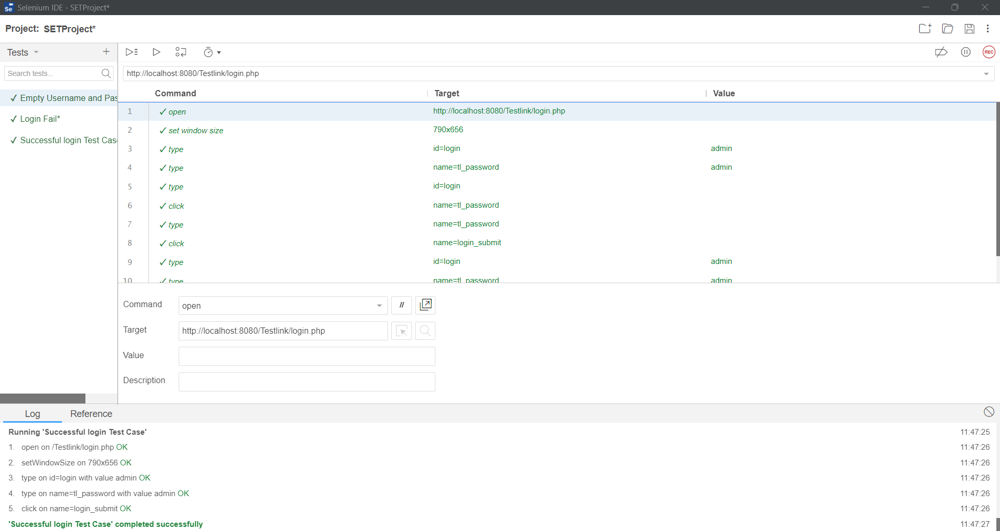 Se Selenium IDE - SETProject*
Project: SETProject*
Tests
Search tests...
REC
http://localhost:8080/Testlink/login.php
✓ Empty Username and Pas
✓ Login Fail*
✓ Successful login Test Cas
Command Target Value
1 ✓ open http://localhost:8080/Testlink/login.php
2 ✓ set window size 790x656
3 ✓ type id=login admin
4 ✓ type name=tl_password admin
5 ✓ type id=login
6 ✓ click name=tl_password
7 ✓ type name=tl_password
8 ✓ click name=login_submit
9 ✓ type id=login admin
10 ✓ type name=tl_password admin
Command open //
Target http://localhost:8080/Testlink/login.php
Value
Description
Log Reference
Running 'Successful login Test Case' 11:47:25
1. open on /Testlink/login.php OK 11:47:26
2. setWindowSize on 790x656 OK 11:47:26
3. type on id=login with value admin OK 11:47:26
4. type on name=tl_password with value admin OK 11:47:26
5. click on name=login_submit OK 11:47:26
'Successful login Test Case' completed successfully 11:47:27